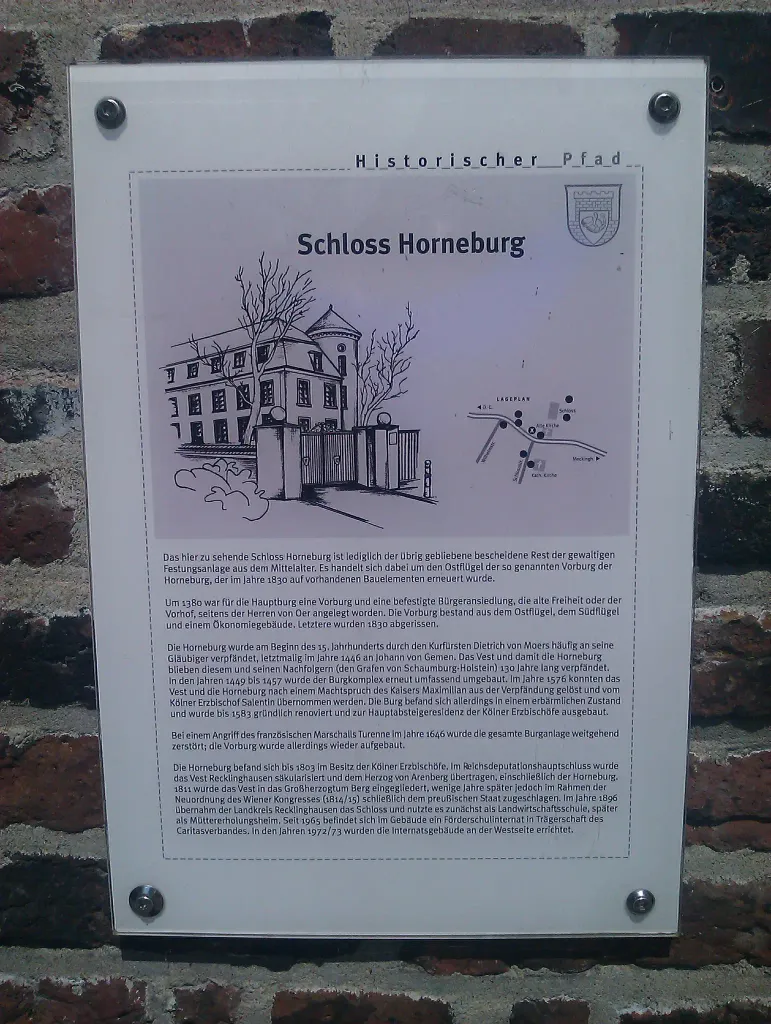 Historischer Pfad
Schloss Horneburg
LAGEPLAN
Schloss
Alte Kirche
Kath. Kirche
Das hier zu sehende Schloss Horneburg ist lediglich der übrig gebliebene bescheidene Rest der gewaltigen
Festungsanlage aus dem Mittelalter. Es handelt sich dabei um den Ostflügel der so genannten Vorburg der
Horneburg, der im Jahre 1830 auf vorhandenen Bauelementen erneuert wurde.
Um 1380 war für die Hauptburg eine Vorburg und eine befestigte Bürgeransiedlung, die alte Freiheit oder der
Vorhof, seitens der Herren von Oer angelegt worden. Die Vorburg bestand aus dem Ostflügel, dem Südflügel
und einem Ökonomiegebäude. Letztere wurden 1830 abgerissen.
Die Horneburg wurde am Beginn des 15. Jahrhunderts durch den Kurfürsten Dietrich von Moers häufig an seine
Gläubiger verpfändet, letztmalig im Jahre 1446 an Johann von Gemen. Das Vest und damit die Horneburg
blieben diesem und seinen Nachfolgern (den Grafen von Schaumburg-Holstein) 130 Jahre lang verpfändet.
In den Jahren 1449 bis 1457 wurde der Burgkomplex erneut umfassend umgebaut. Im Jahre 1576 konnten das
Vest und die Horneburg nach einem Machtspruch des Kaisers Maximilian aus der Verpfändung gelöst und vom
Kölner Erzbischof Salentin übernommen werden. Die Burg befand sich allerdings in einem erbärmlichen Zustand
und wurde bis 1583 gründlich renoviert und zur Hauptabsteigeresidenz der Kölner Erzbischöfe ausgebaut.
Bei einem Angriff des französischen Marschalls Turenne im Jahre 1646 wurde die gesamte Burganlage weitgehend
zerstört; die Vorburg wurde allerdings wieder aufgebaut.
Die Horneburg befand sich bis 1803 im Besitz der Kölner Erzbischöfe. Im Reichsdeputationshauptschluss wurde
das Vest Recklinghausen säkularisiert und dem Herzog von Arenberg übertragen, einschließlich der Horneburg.
1811 wurde das Vest in das Großherzogtum Berg eingegliedert, wenige Jahre später jedoch im Rahmen der
Neuordnung des Wiener Kongresses (1814/15) schließlich dem preußischen Staat zugeschlagen. Im Jahre 1896
übernahm der Landkreis Recklinghausen das Schloss und nutzte es zunächst als Landwirtschaftsschule, später
als Müttererholungsheim. Seit 1965 befindet sich im Gebäude ein Förderschulinternat in Trägerschaft des
Caritasverbandes. In den Jahren 1972/73 wurden die Internatsgebäude an der Westseite errichtet.